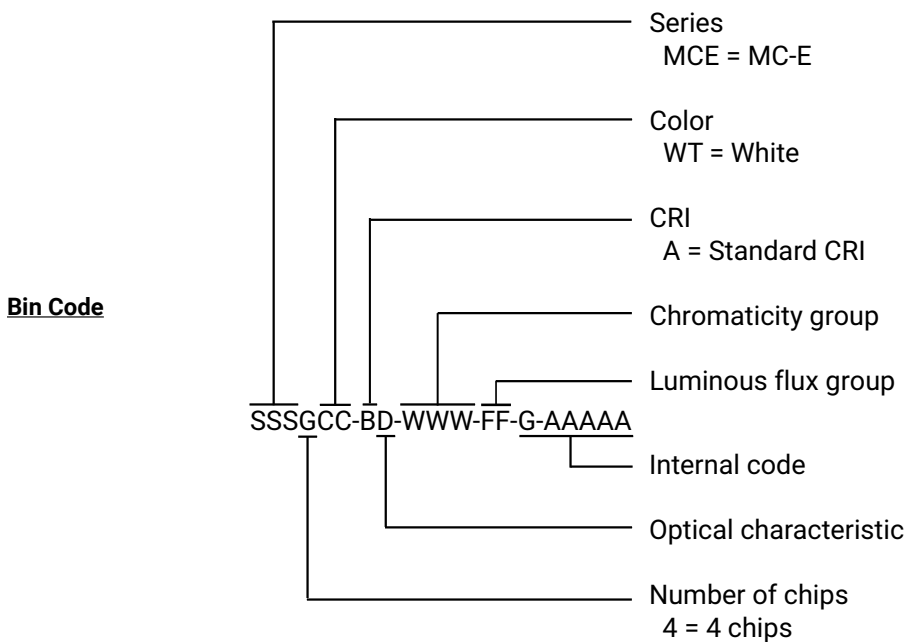 Series
MCE = MC-E
Color
WT = White
CRI
A = Standard CRI
Bin Code
Chromaticity group
Luminous flux group
SSSGCC-BD-WWW-FF-G-AAAAA
Internal code
Optical characteristic
Number of chips
4 = 4 chips